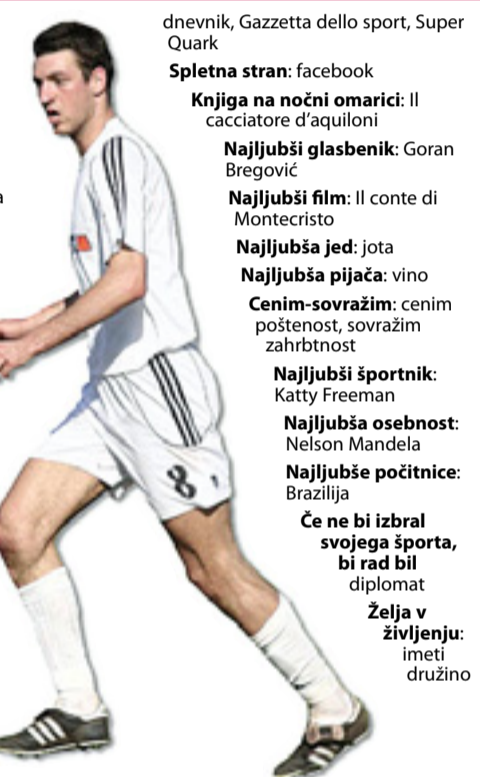 dnevnik, Gazzetta dello sport, Super
Quark
Spletna stran: facebook
Knjiga na nočni omarici: Il
cacciatore d'aquiloni
Najljubši glasbenik: Goran
Bregović
a
Najljubši film: Il conte di
Montecristo
Najljubša jed: jota
Najljubša pijača: vino
Cenim-sovražim: cenim
poštenost, sovražim
zahrbtnost
Najljubši športnik:
Katty Freeman
Najljubša osebnost:
Nelson Mandela
Najljubše počitnice:
Brazilija
Če ne bi izbral
svojega športa,
bi rad bil
diplomat
Želja v
življenju:
imeti
družino
8